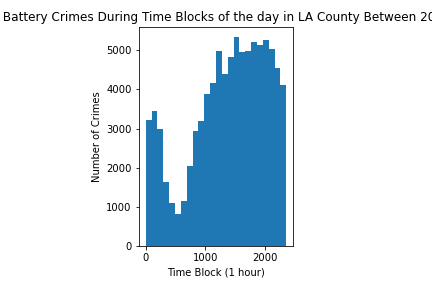 Battery Crimes During Time Blocks of the day in LA County Between 20
5000
4000
3000
2000
1000
0
Number of Crimes
0 1000 2000
Time Block (1 hour)